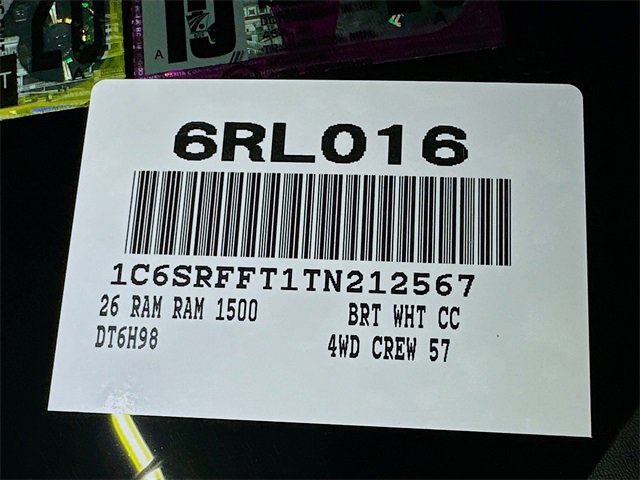 6RL016
1C6SRFFT1TN212567
26 RAM RAM 1500 BRT WHT CC
DT6H98 4WD CREW 57